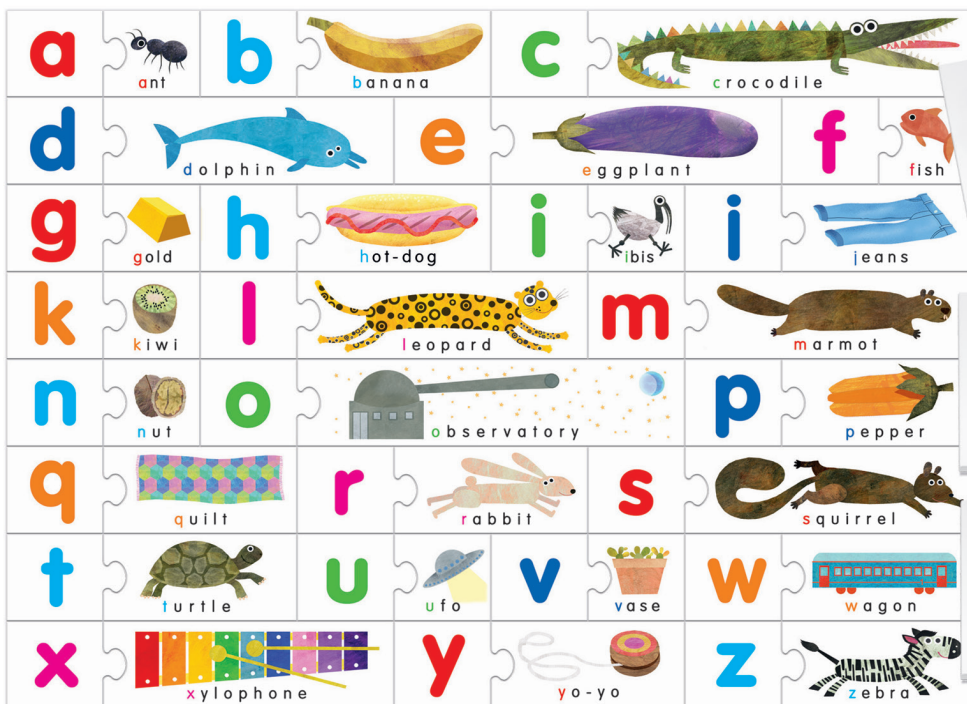 a ant b banana c crocodile
d dolphin e eggplant f fish
g gold h hot-dog i ibis j jeans
k kiwi l leopard m marmot
n nut o observatory p pepper
q quilt r rabbit s squirrel
t turtle u ufo v vase w wagon
x xylophone y yo-yo z zebra